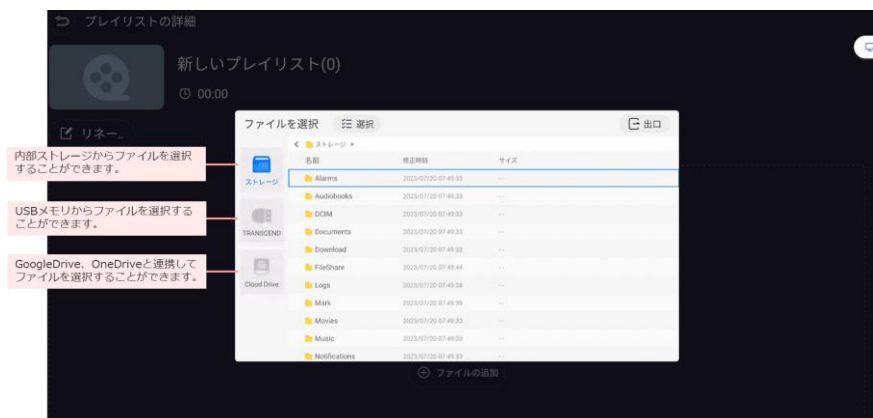 プレイリストの詳細
新しいプレイリスト(0)
00:00
リネー..
ファイルを選択
選択
出口
ストレージ
名前
修正時間
サイズ
内部ストレージからファイルを選択
することができます。
ストレージ
Alarms 2023/07/20 07:49:33 --
Audiobooks 2023/07/20 07:49:33 --
USBメモリからファイルを選択する
ことができます。
TRANSCEND
DCIM 2023/07/20 07:49:33 --
Documents 2023/07/20 07:49:33 --
Download 2023/07/20 07:49:33 --
GoogleDrive、OneDriveと連携して
ファイルを選択することができます。
Cloud Drive
FileShare 2023/07/20 07:49:44 --
Logs 2023/07/20 07:49:38 --
Mark 2023/07/20 07:49:39 --
Movies 2023/07/20 07:49:33 --
Music 2023/07/20 07:49:33 --
Notifications 2023/07/20 07:49:33 --
ファイルの追加